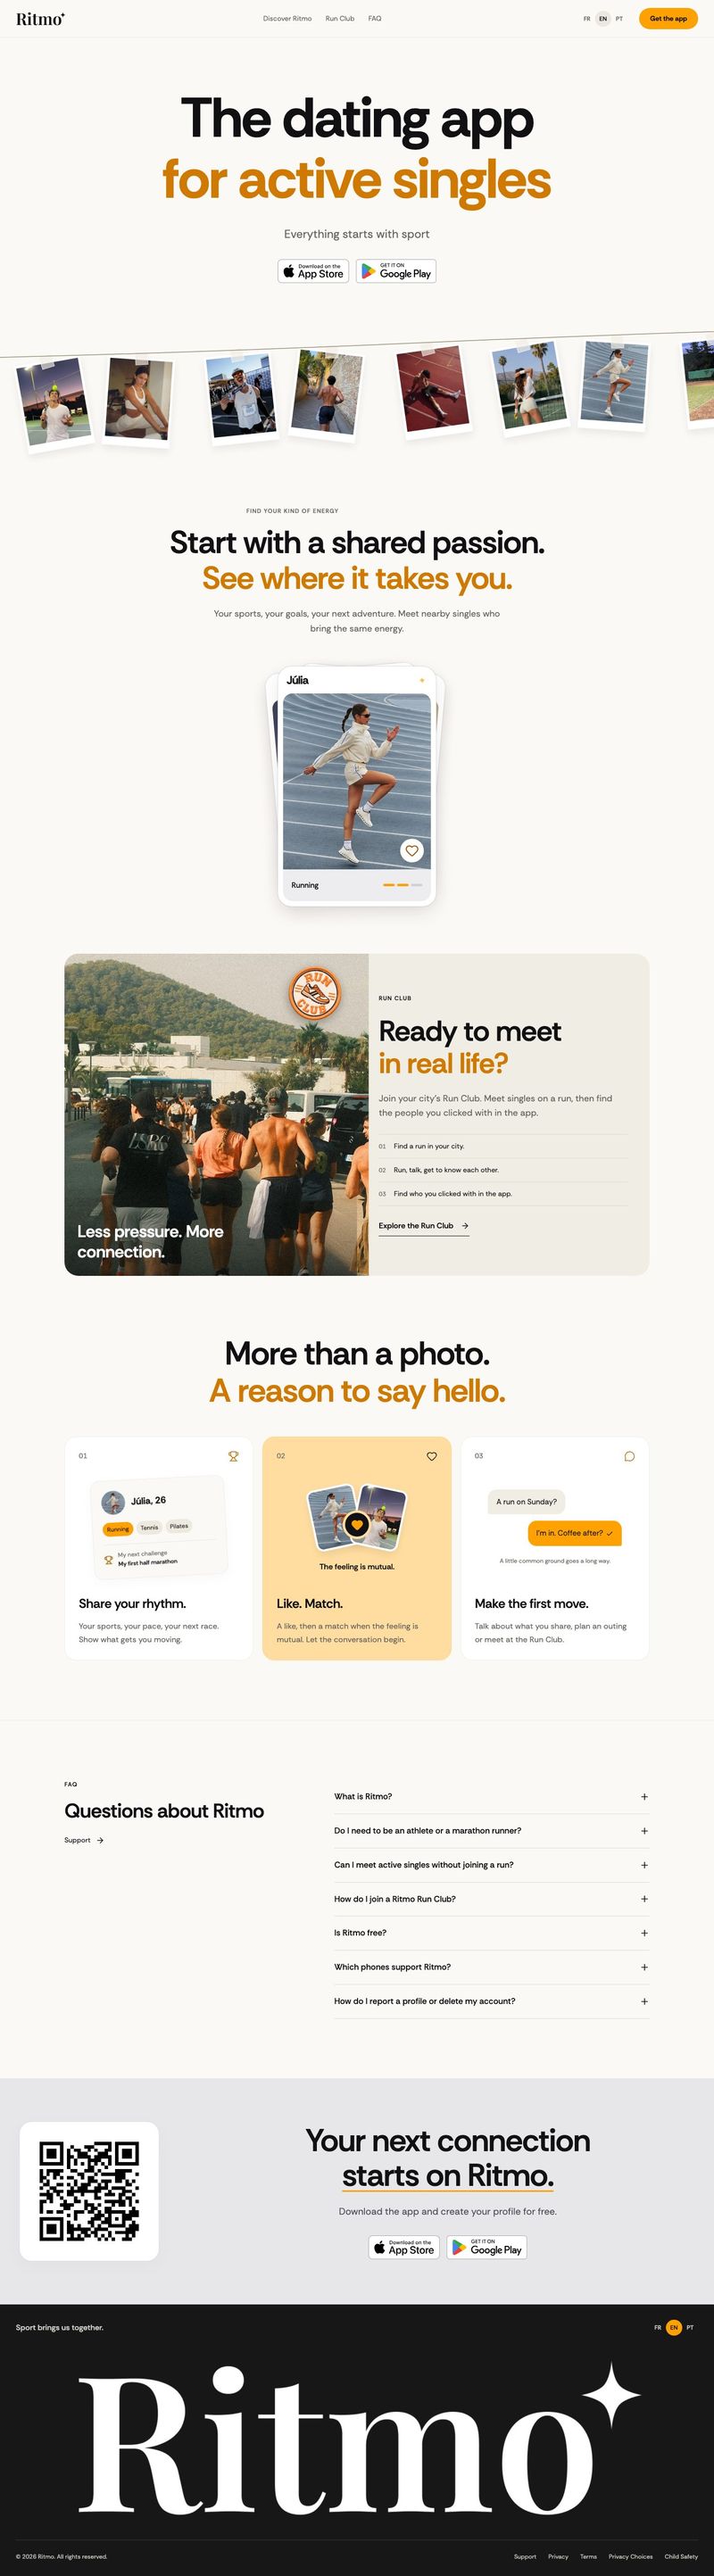 Ritmo
Discover Ritmo
Run Club
FAQ
FR
EN
PT
Get the app
The dating app
for active singles
Everything starts with sport
Download on the
App Store
GET IT ON
Google Play
FIND YOUR KIND OF ENERGY
Start with a shared passion.
See where it takes you.
Your sports, your goals, your next adventure. Meet nearby singles who
bring the same energy.
Júlia
Running
RUN
CLUB
LSRC
Less pressure. More
connection.
RUN CLUB
Ready to meet
in real life?
Join your city's Run Club. Meet singles on a run, then find
the people you clicked with in the app.
01 Find a run in your city.
02 Run, talk, get to know each other.
03 Find who you clicked with in the app.
Explore the Run Club
More than a photo.
A reason to say hello.
01
Júlia, 26
Running
Tennis
Pilates
My next challenge
My first half marathon
Share your rhythm.
Your sports, your pace, your next race.
Show what gets you moving.
02
The feeling is mutual.
Like. Match.
A like, then a match when the feeling is
mutual. Let the conversation begin.
03
A run on Sunday?
I'm in. Coffee after?
A little common ground goes a long way.
Make the first move.
Talk about what you share, plan an outing
or meet at the Run Club.
FAQ
Questions about Ritmo
Support
What is Ritmo?
Do I need to be an athlete or a marathon runner?
Can I meet active singles without joining a run?
How do I join a Ritmo Run Club?
Is Ritmo free?
Which phones support Ritmo?
How do I report a profile or delete my account?
Your next connection
starts on Ritmo.
Download the app and create your profile for free.
Download on the
App Store
GET IT ON
Google Play
Sport brings us together.
FR
EN
PT
Ritmo
© 2026 Ritmo. All rights reserved.
Support
Privacy
Terms
Privacy Choices
Child Safety